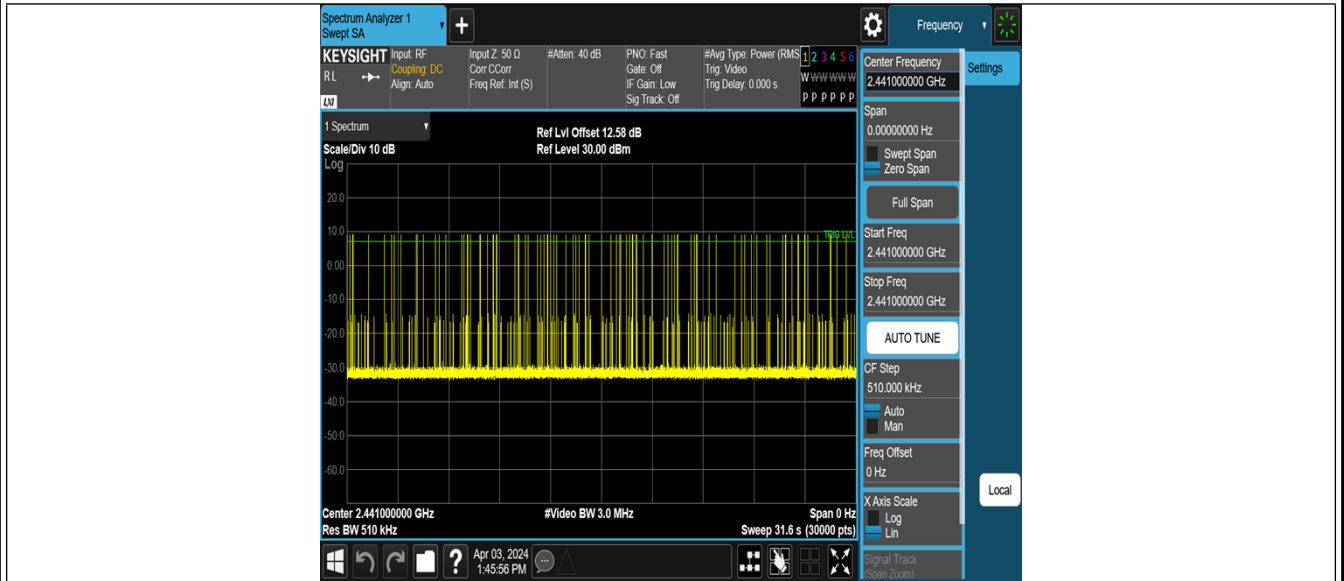 Spectrum Analyzer 1
Swept SA
+
Frequency
KEYSIGHT
RL
LXI
Input: RF
Coupling: DC
Align: Auto
Input Z: 50 Ω
Corr CCorr
Freq Ref: Int (S)
#Atten: 40 dB
PNO: Fast
Gate: Off
IF Gain: Low
Sig Track: Off
#Avg Type: Power (RMS
Trig: Video
Trig Delay: 0.000 s
1 2 3 4 5 6
W W W W W W
P P P P P P
1 Spectrum
Scale/Div 10 dB
Log
Ref Lvl Offset 12.58 dB
Ref Level 30.00 dBm
20.0
10.0
TRIG LVL
0.00
-10.0
-20.0
-30.0
-40.0
-50.0
-60.0
Center 2.441000000 GHz
Res BW 510 kHz
#Video BW 3.0 MHz
Span 0 Hz
Sweep 31.6 s (30000 pts)
?
Apr 03, 2024
1:45:56 PM
Center Frequency
2.441000000 GHz
Settings
Span
0.00000000 Hz
Swept Span
Zero Span
Full Span
Start Freq
2.441000000 GHz
Stop Freq
2.441000000 GHz
AUTO TUNE
CF Step
510.000 kHz
Auto
Man
Freq Offset
0 Hz
X Axis Scale
Log
Lin
Local
Signal Track
(Span Zoom)